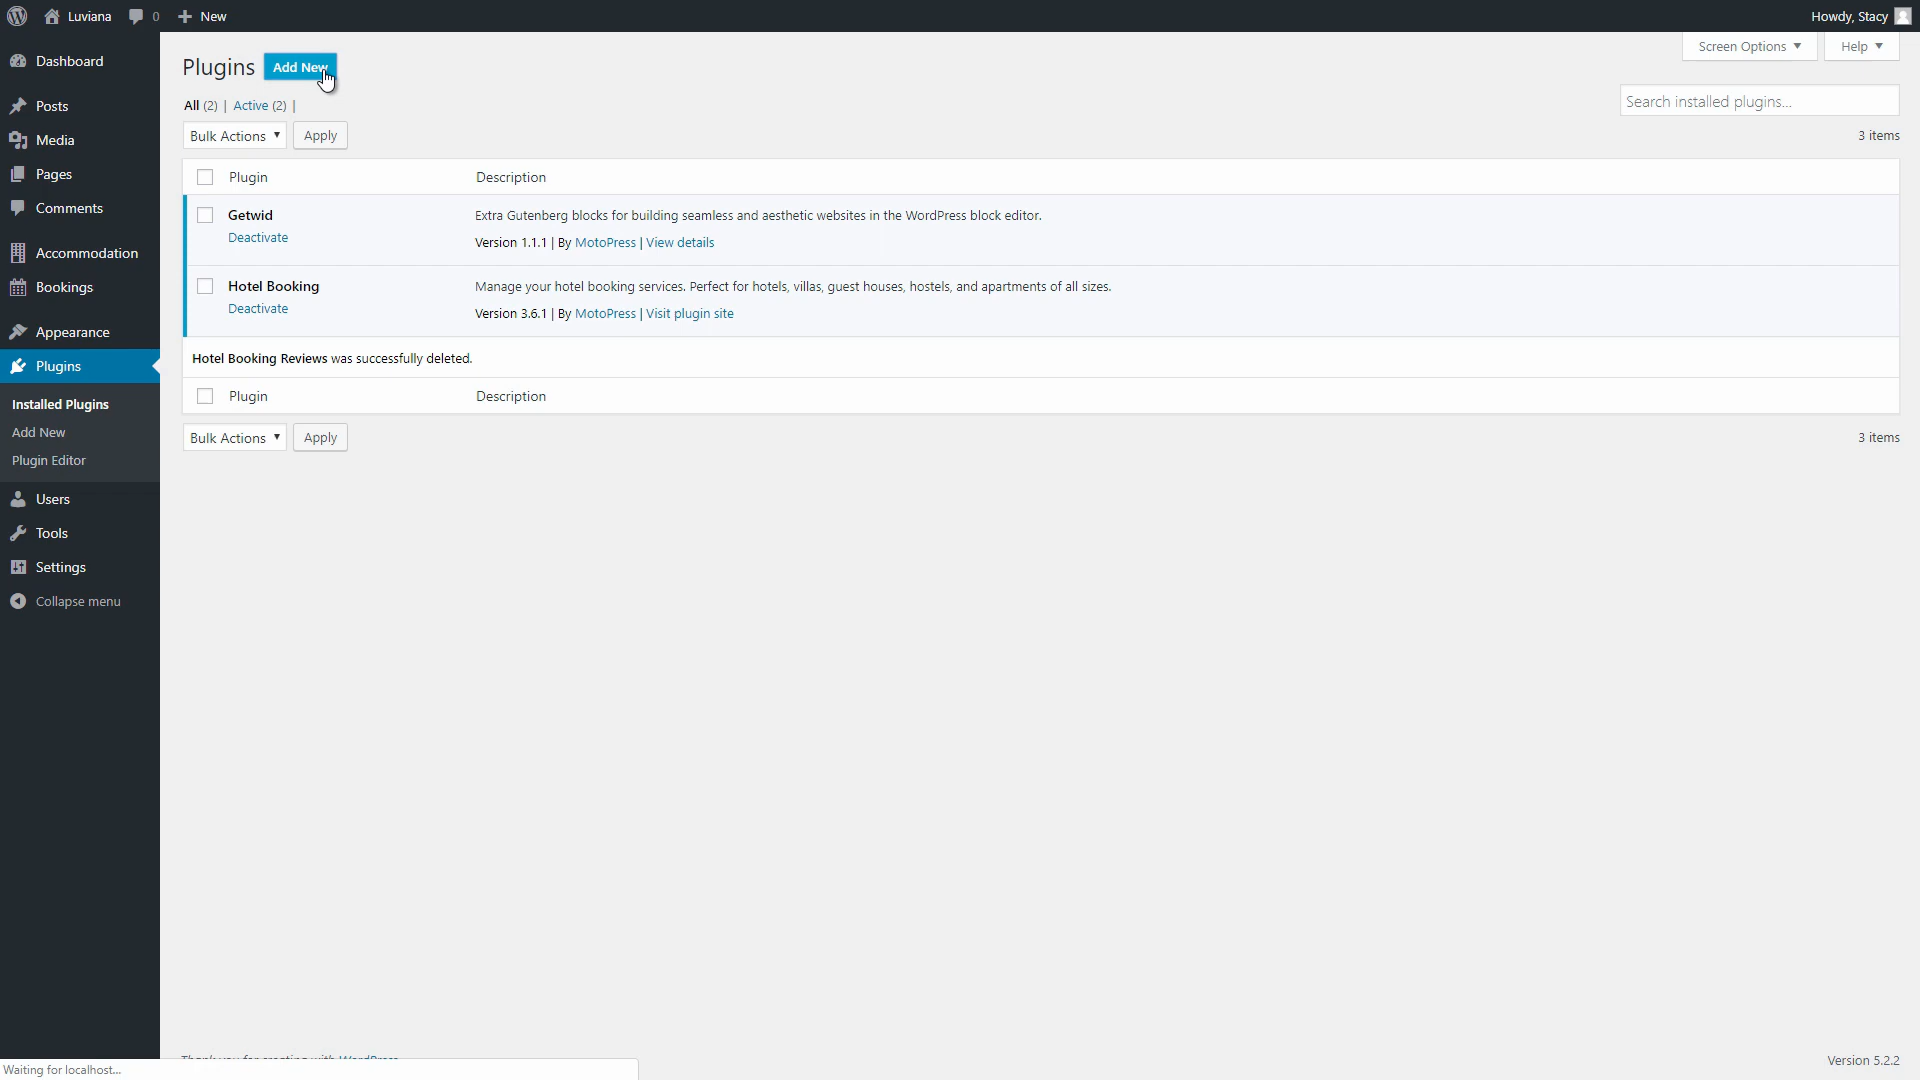 Luviana 0 New Howdy, Stacy
Screen Options Help
Plugins Add New
All (2) | Active (2) |
Search installed plugins...
Bulk Actions Apply 3 items
Plugin Description
Getwid Extra Gutenberg blocks for building seamless and aesthetic websites in the WordPress block editor.
Deactivate Version 1.1.1 | By MotoPress | View details
Hotel Booking Manage your hotel booking services. Perfect for hotels, villas, guest houses, hostels, and apartments of all sizes.
Deactivate Version 3.6.1 | By MotoPress | Visit plugin site
Hotel Booking Reviews was successfully deleted.
Plugin Description
Bulk Actions Apply 3 items
Dashboard
Posts
Media
Pages
Comments
Accommodation
Bookings
Appearance
Plugins
Installed Plugins
Add New
Plugin Editor
Users
Tools
Settings
Collapse menu
Thank you for creating with WordPress
Version 5.2.2
Waiting for localhost...